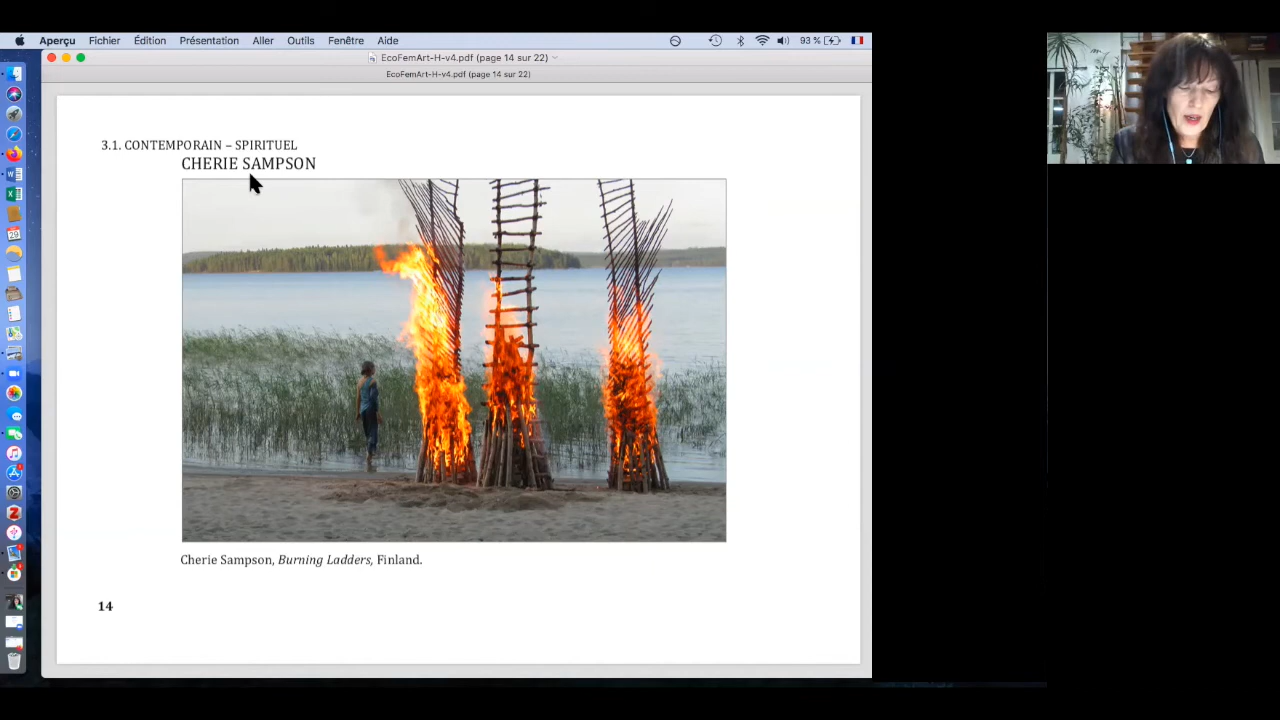 Aperçu Fichier Édition Présentation Aller Outils Fenêtre Aide 93 %
EcoFemArt-H-v4.pdf (page 14 sur 22)
EcoFemArt-H-v4.pdf (page 14 sur 22)
3.1. CONTEMPORAIN – SPIRITUEL
CHERIE SAMPSON
Cherie Sampson, Burning Ladders, Finland.
14